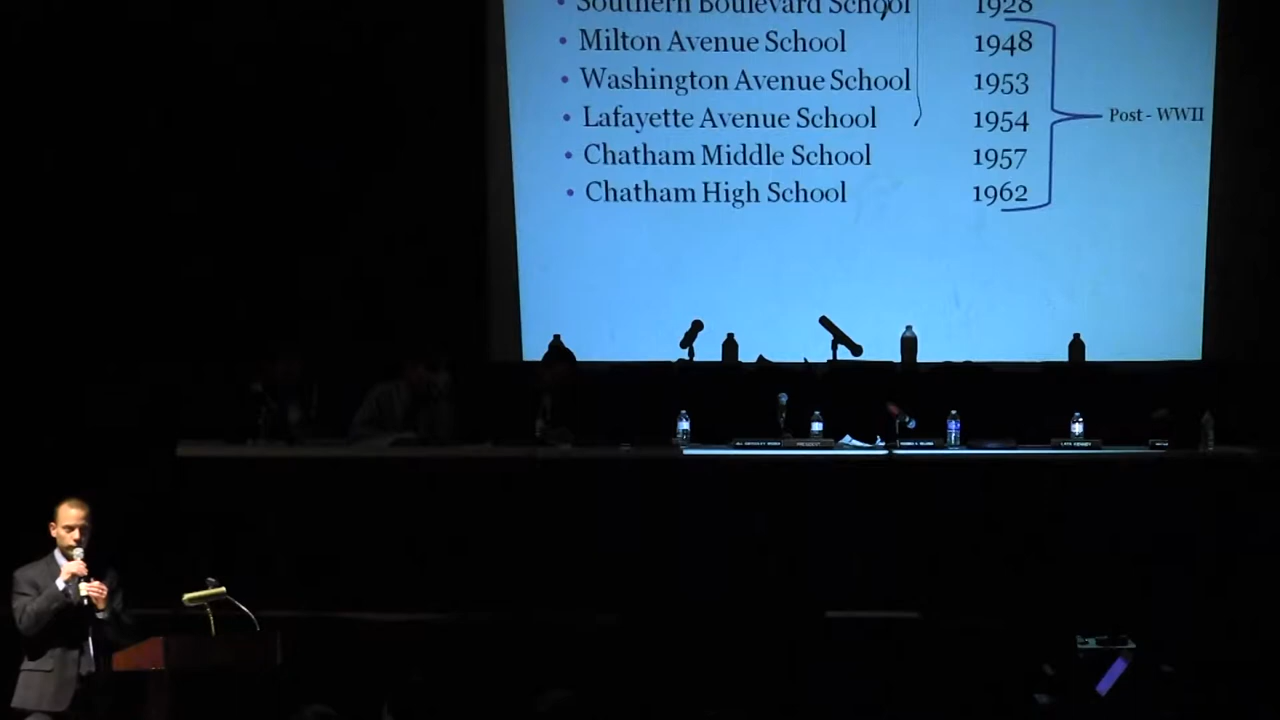 • Southern Boulevard School 1928
• Milton Avenue School 1948
• Washington Avenue School 1953
• Lafayette Avenue School 1954
Post - WWII
• Chatham Middle School 1957
• Chatham High School 1962
PRESIDENT